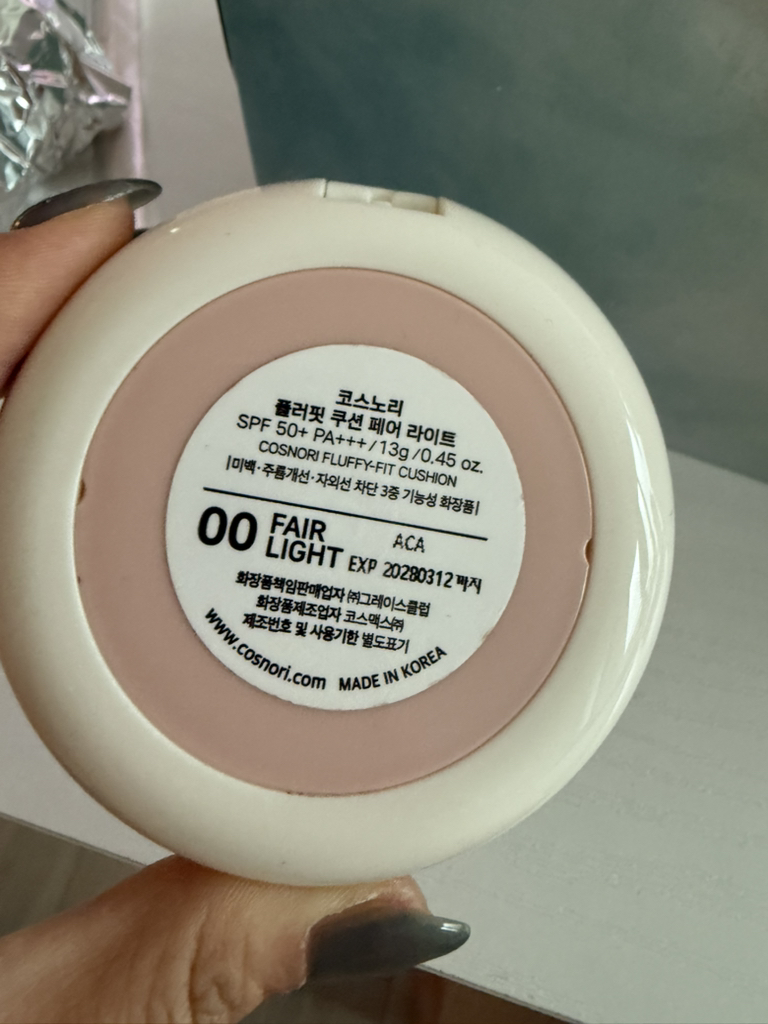 코스노리
플러핏 쿠션 페어 라이트
SPF 50+ PA+++/13g/0.45 oz.
COSNORI FLUFFY-FIT CUSHION
|미백·주름개선·자외선 차단 3중 기능성 화장품|
00 FAIR LIGHT
ACA
EXP 20280312 까지
화장품책임판매업자 ㈜그레이스클럽
화장품제조업자 코스맥스㈜
제조번호 및 사용기한 별도표기
www.cosnori.com MADE IN KOREA